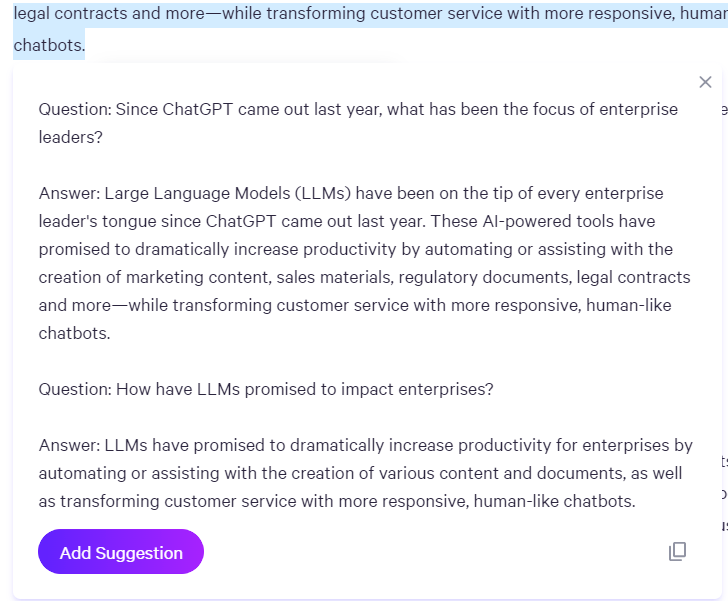 legal contracts and more—while transforming customer service with more responsive, human
chatbots.
Question: Since ChatGPT came out last year, what has been the focus of enterprise
leaders?
Answer: Large Language Models (LLMs) have been on the tip of every enterprise
leader's tongue since ChatGPT came out last year. These AI-powered tools have
promised to dramatically increase productivity by automating or assisting with the
creation of marketing content, sales materials, regulatory documents, legal contracts
and more—while transforming customer service with more responsive, human-like
chatbots.
Question: How have LLMs promised to impact enterprises?
Answer: LLMs have promised to dramatically increase productivity for enterprises by
automating or assisting with the creation of various content and documents, as well
as transforming customer service with more responsive, human-like chatbots.
Add Suggestion